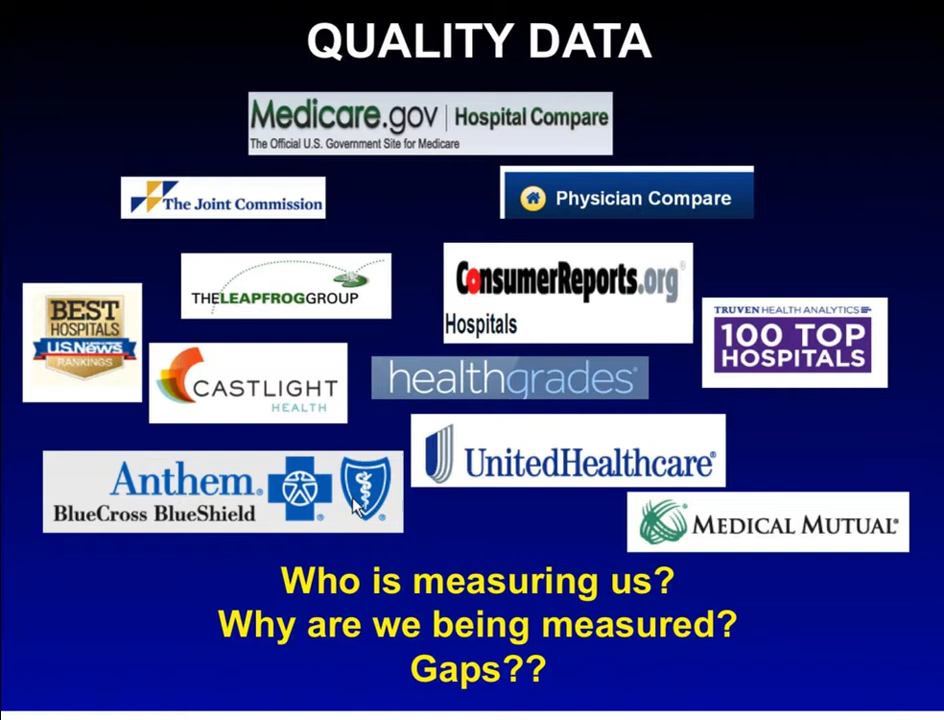 QUALITY DATA
Medicare.gov | Hospital Compare
The Official U.S. Government Site for Medicare
The Joint Commission
Physician Compare
THELEAPFROGGROUP
ConsumerReports.org®
Hospitals
BEST
HOSPITALS
U.S.News
RANKINGS
TRUVEN HEALTH ANALYTICS
100 TOP
HOSPITALS
CASTLIGHT
HEALTH
healthgrades®
UnitedHealthcare®
Anthem®
BlueCross BlueShield
® ®
MEDICAL MUTUAL®
Who is measuring us?
Why are we being measured?
Gaps??